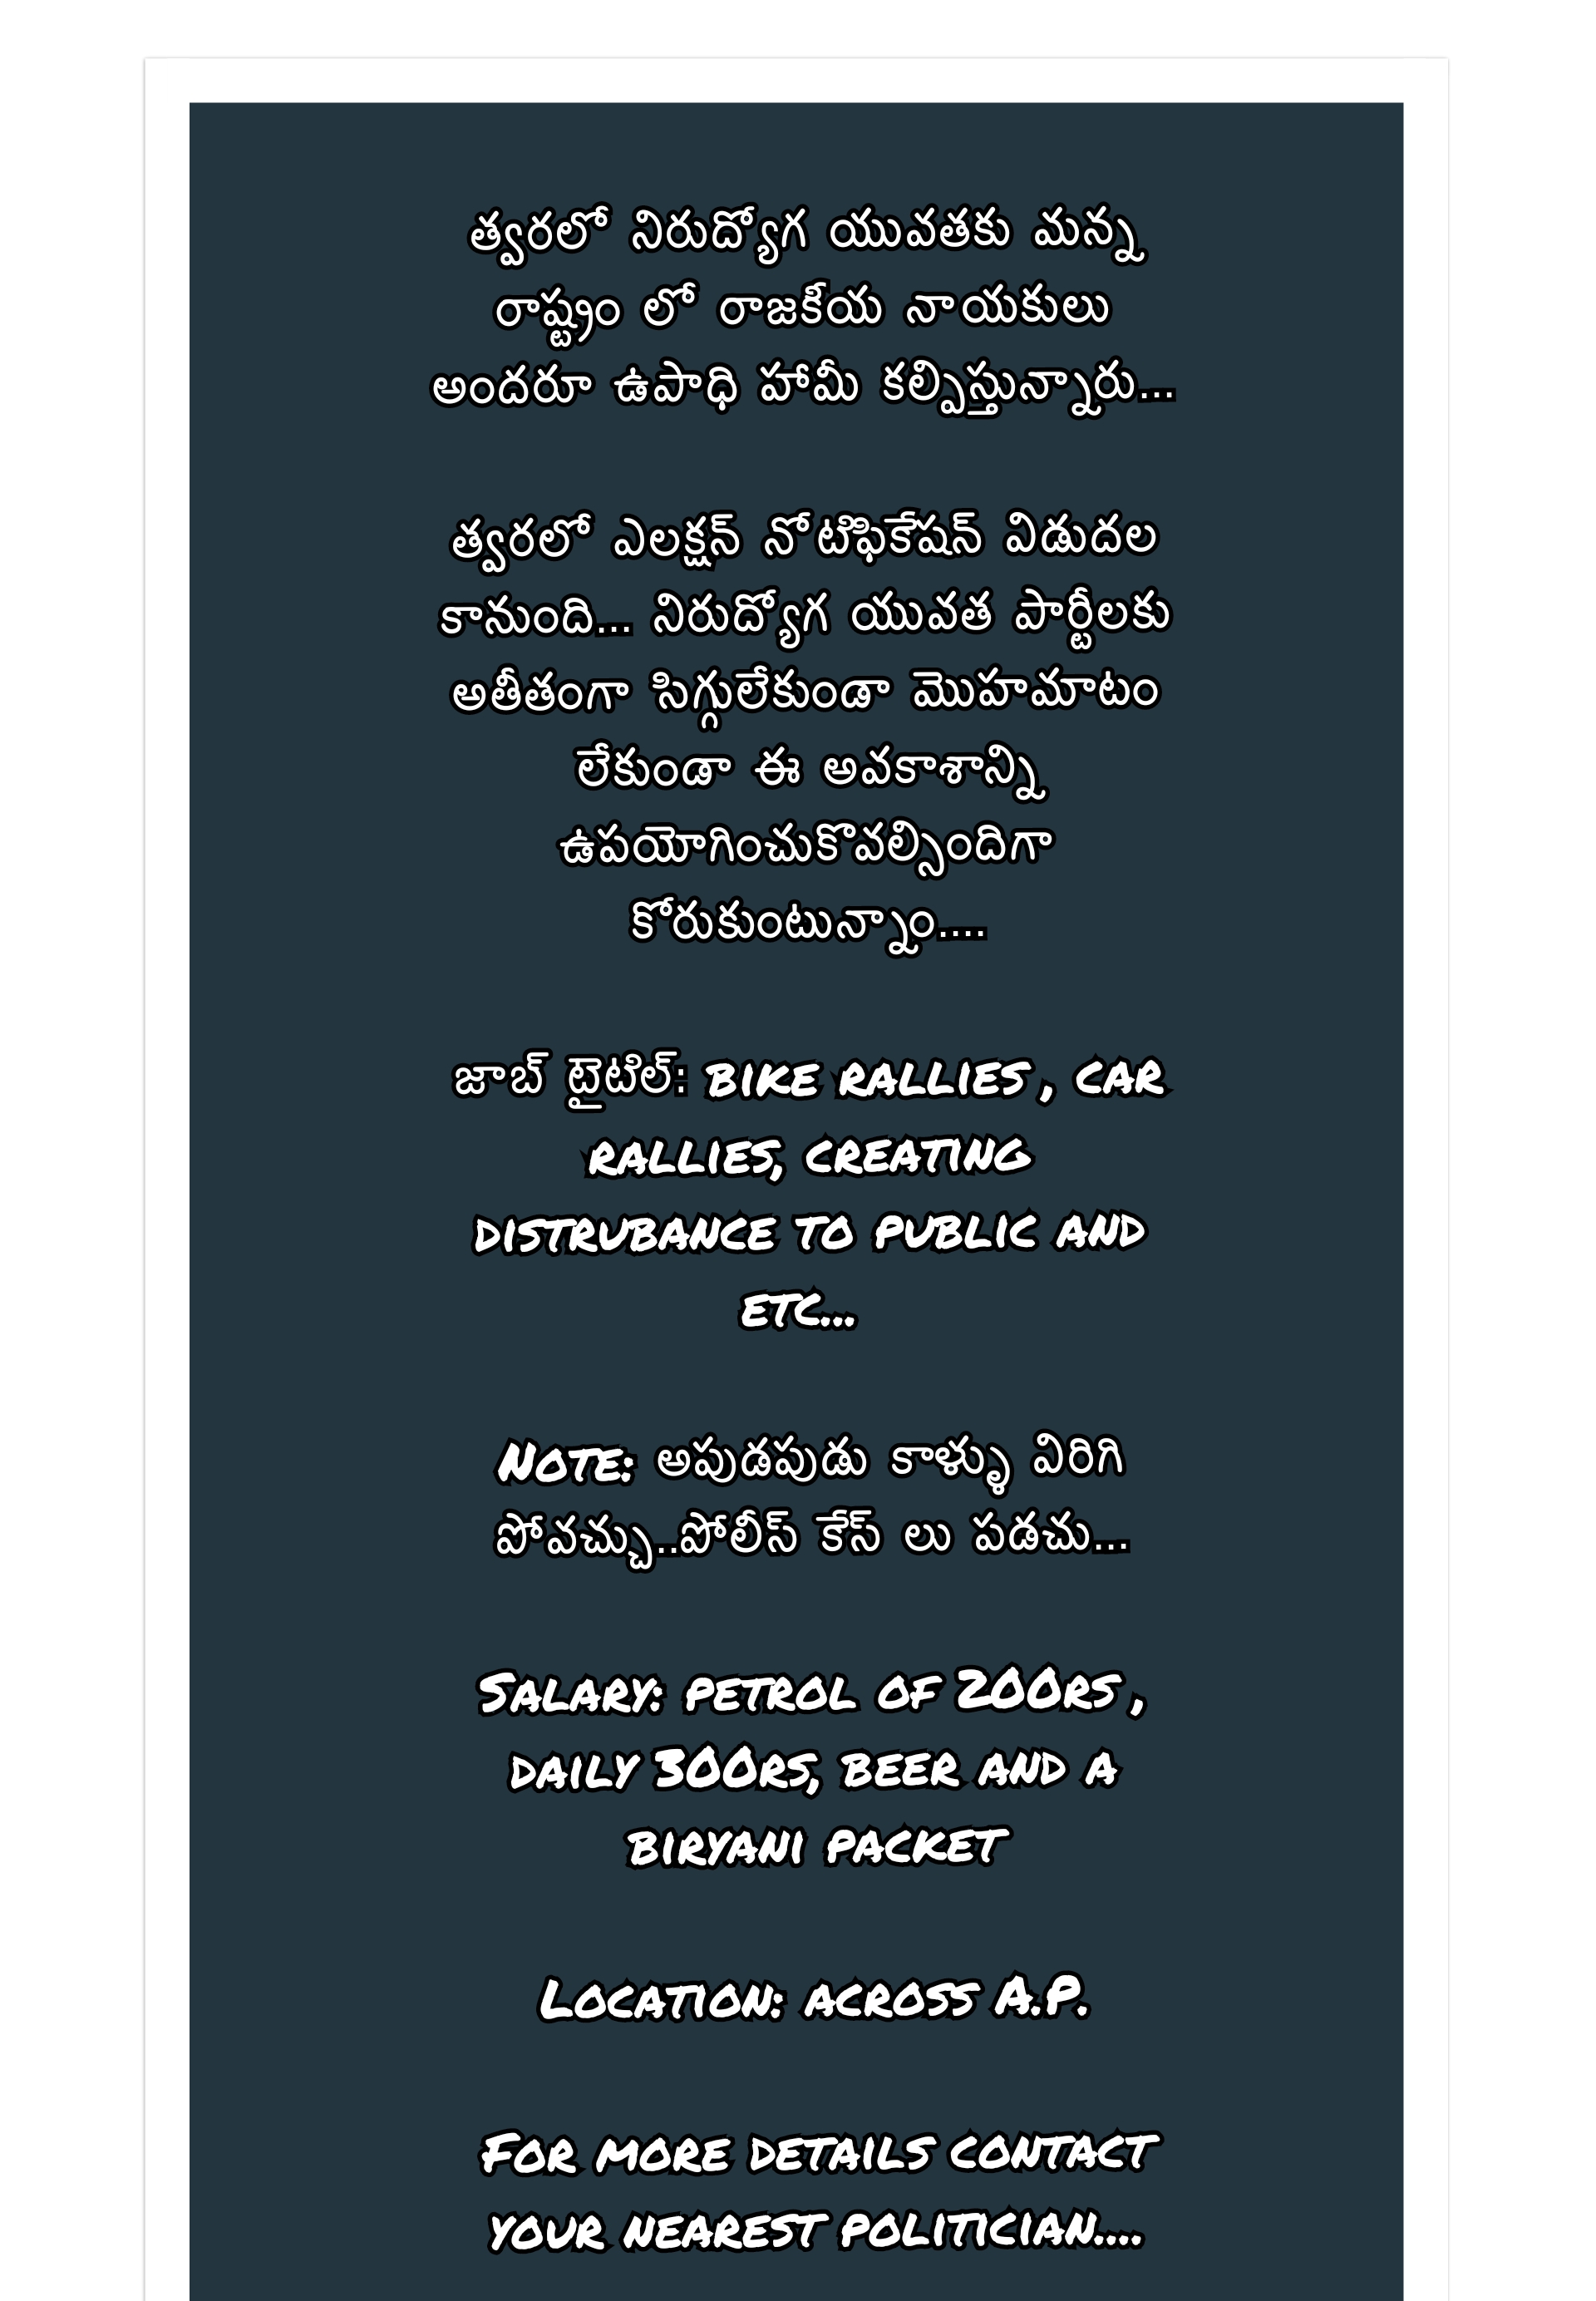 త్వరలో నిరుద్యోగ యువతకు మన్న
రాష్ట్రం లో రాజకీయ నాయకులు
అందరూ ఉపాధి హామీ కల్పిస్తున్నారు...
త్వరలో ఎలక్షన్ నోటిఫికేషన్ విడుదల
కానుంది... నిరుద్యోగ యువత పార్టీలకు
అతీతంగా సిగ్గులేకుండా మొహమాటం
లేకుండా ఈ అవకాశాన్ని
ఉపయోగించుకొవల్సిందిగా
కోరుకుంటున్నాం....
జాబ్ టైటిల్: BIKE RALLIES , CAR
RALLIES, CREATING
DISTRUBANCE TO PUBLIC AND
ETC...
NOTE: అపుడపుడు కాళ్ళు విరిగి
పోవచ్చు..పోలీస్ కేస్ లు పడచు...
SALARY: PETROL OF 200RS ,
DAILY 300RS, BEER AND A
BIRYANI PACKET
LOCATION: ACROSS A.P.
FOR MORE DETAILS CONTACT
YOUR NEAREST POLITICIAN....